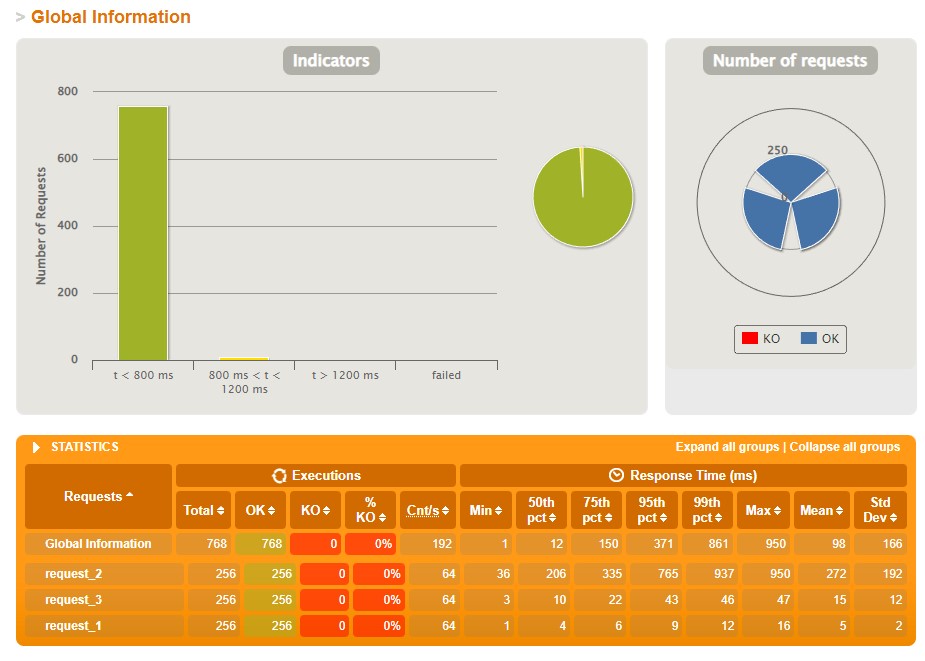 > Global Information
Indicators
Number of requests
800
600
400
200
0
Number of Requests
t < 800 ms
800 ms < t <
1200 ms
t > 1200 ms
failed
250
0
KO OK
STATISTICS
Expand all groups | Collapse all groups
Requests
Executions
Response Time (ms)
Total OK KO % KO Cnt/s Min 50th pct 75th pct 95th pct 99th pct Max Mean Std Dev
Global Information 768 768 0 0% 192 1 12 150 371 861 950 98 166
request_2 256 256 0 0% 64 36 206 335 765 937 950 272 192
request_3 256 256 0 0% 64 3 10 22 43 46 47 15 12
request_1 256 256 0 0% 64 1 4 6 9 12 16 5 2